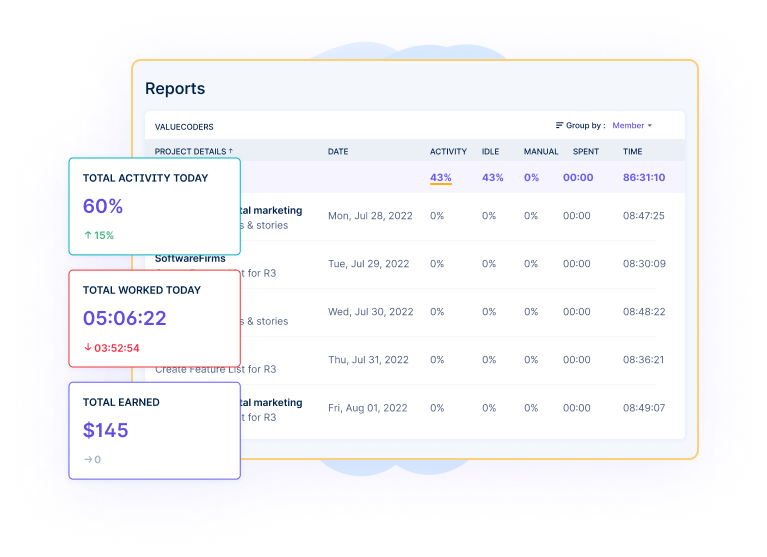 Reports
VALUECODERS
Group by : Member
PROJECT DETAILS ↑ DATE ACTIVITY IDLE MANUAL SPENT TIME
43% 43% 0% 00:00 86:31:10
TOTAL ACTIVITY TODAY
60%
↑ 15%
marketing
& stories
Mon, Jul 28, 2022 0% 0% 00:00 08:47:25
0%
SoftwareFirms
for R3
Tue, Jul 29, 2022 0% 0% 0% 00:00 08:30:09
TOTAL WORKED TODAY
05:06:22
↓ 03:52:54
& stories
Wed, Jul 30, 2022 0% 0% 0% 00:00 08:48:22
Create Feature List for R3
Thu, Jul 31, 2022 0% 0% 0% 00:00 08:36:21
TOTAL EARNED
$145
→ 0
marketing
for R3
Fri, Aug 01, 2022 0% 0% 0% 00:00 08:49:07